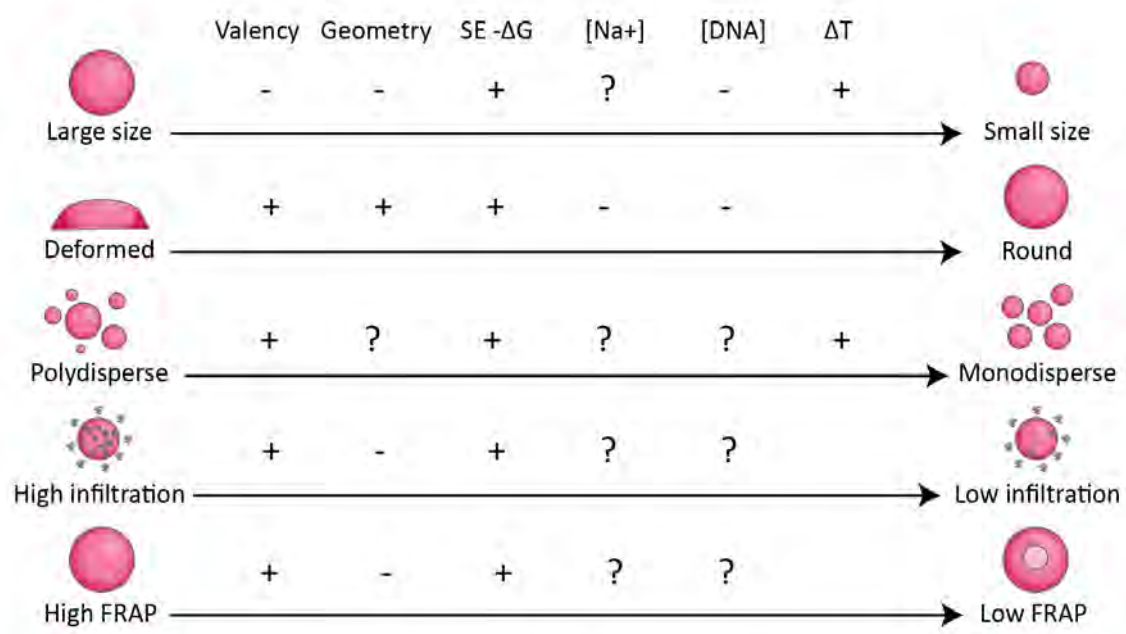 Valency Geometry SE -ΔG [Na+] [DNA] ΔT
- - + ? - +
Large size Small size
+ + + - -
Deformed Round
+ ? + ? ? +
Polydisperse Monodisperse
+ - + ? ?
High infiltration Low infiltration
+ - + ? ?
High FRAP Low FRAP